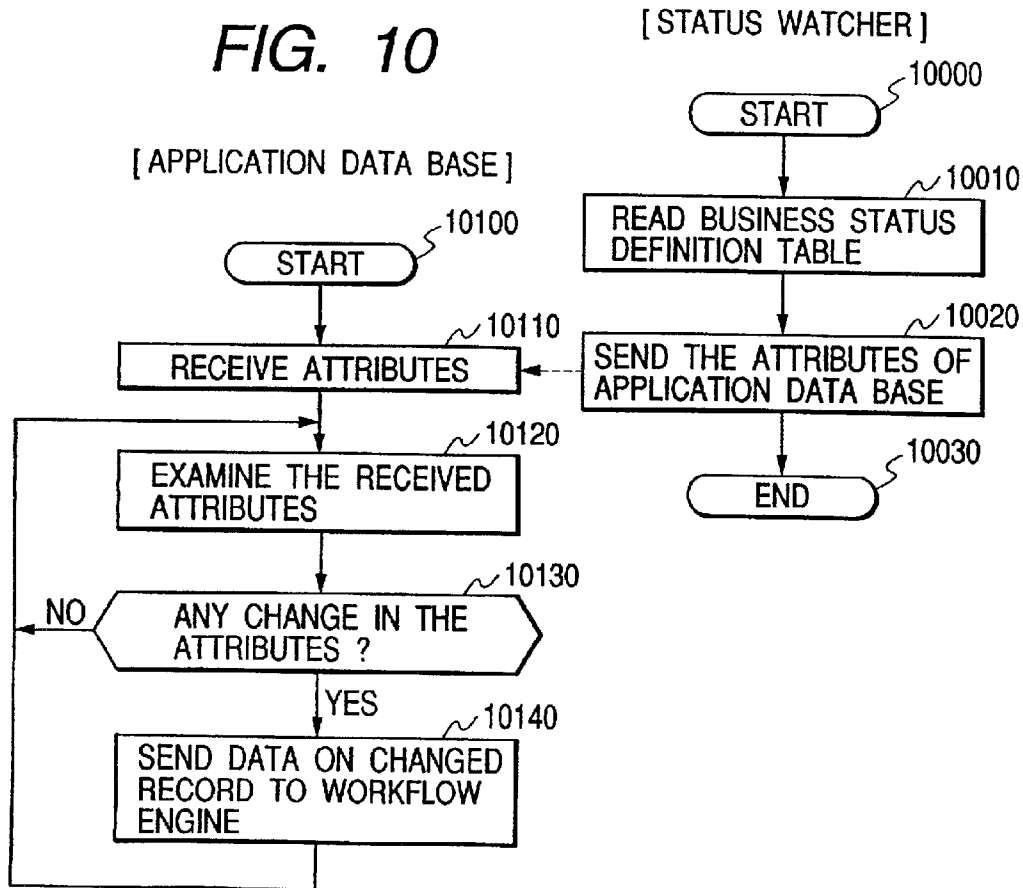 FIG. 10
[ STATUS WATCHER ]
10000
START
10010
READ BUSINESS STATUS
DEFINITION TABLE
10020
SEND THE ATTRIBUTES OF
APPLICATION DATA BASE
10030
END
[ APPLICATION DATA BASE ]
10100
START
10110
RECEIVE ATTRIBUTES
10120
EXAMINE THE RECEIVED
ATTRIBUTES
10130
ANY CHANGE IN THE
ATTRIBUTES ?
NO
YES
10140
SEND DATA ON CHANGED
RECORD TO WORKFLOW
ENGINE